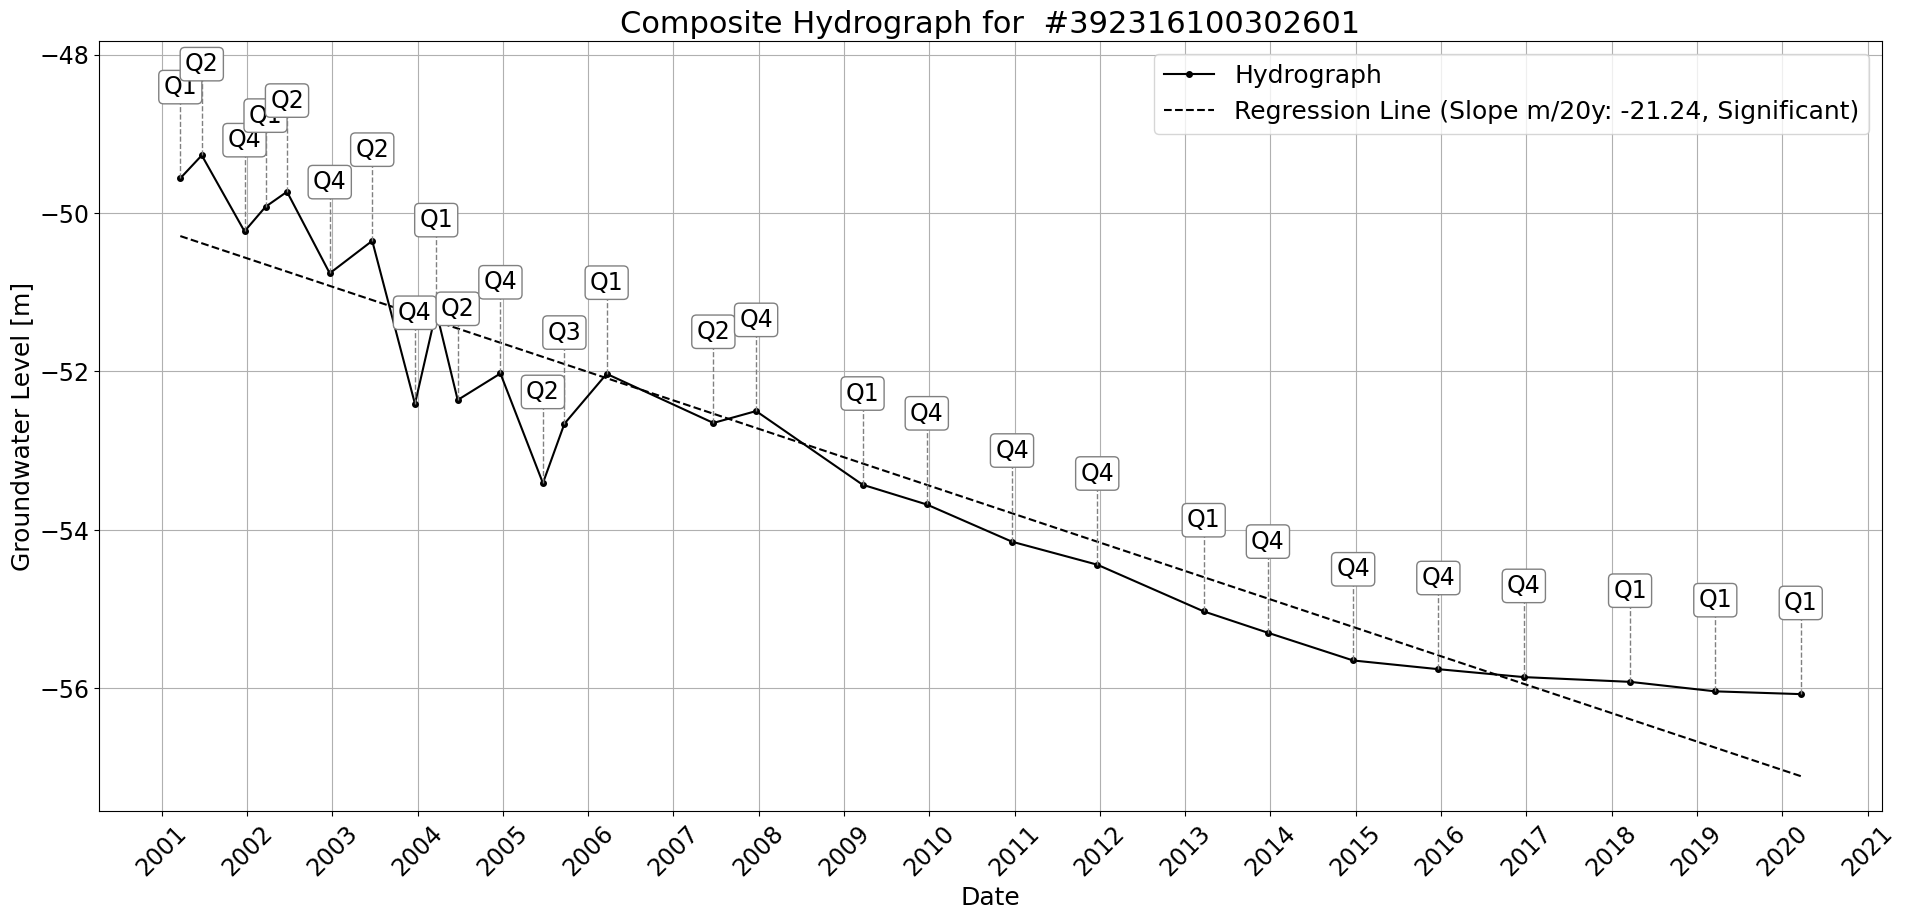 Composite Hydrograph for  #392316100302601
Hydrograph
Regression Line (Slope m/20y: -21.24, Significant)
Groundwater Level [m]
−48
−50
−52
−54
−56
Q1
Q2
Q4
Q1
Q2
Q4
Q2
Q4
Q1
Q2
Q4
Q2
Q3
Q1
Q2
Q4
Q1
Q4
Q4
Q4
Q1
Q4
Q4
Q4
Q4
Q1
Q1
Q1
2001
2002
2003
2004
2005
2006
2007
2008
2009
2010
2011
2012
2013
2014
2015
2016
2017
2018
2019
2020
2021
Date